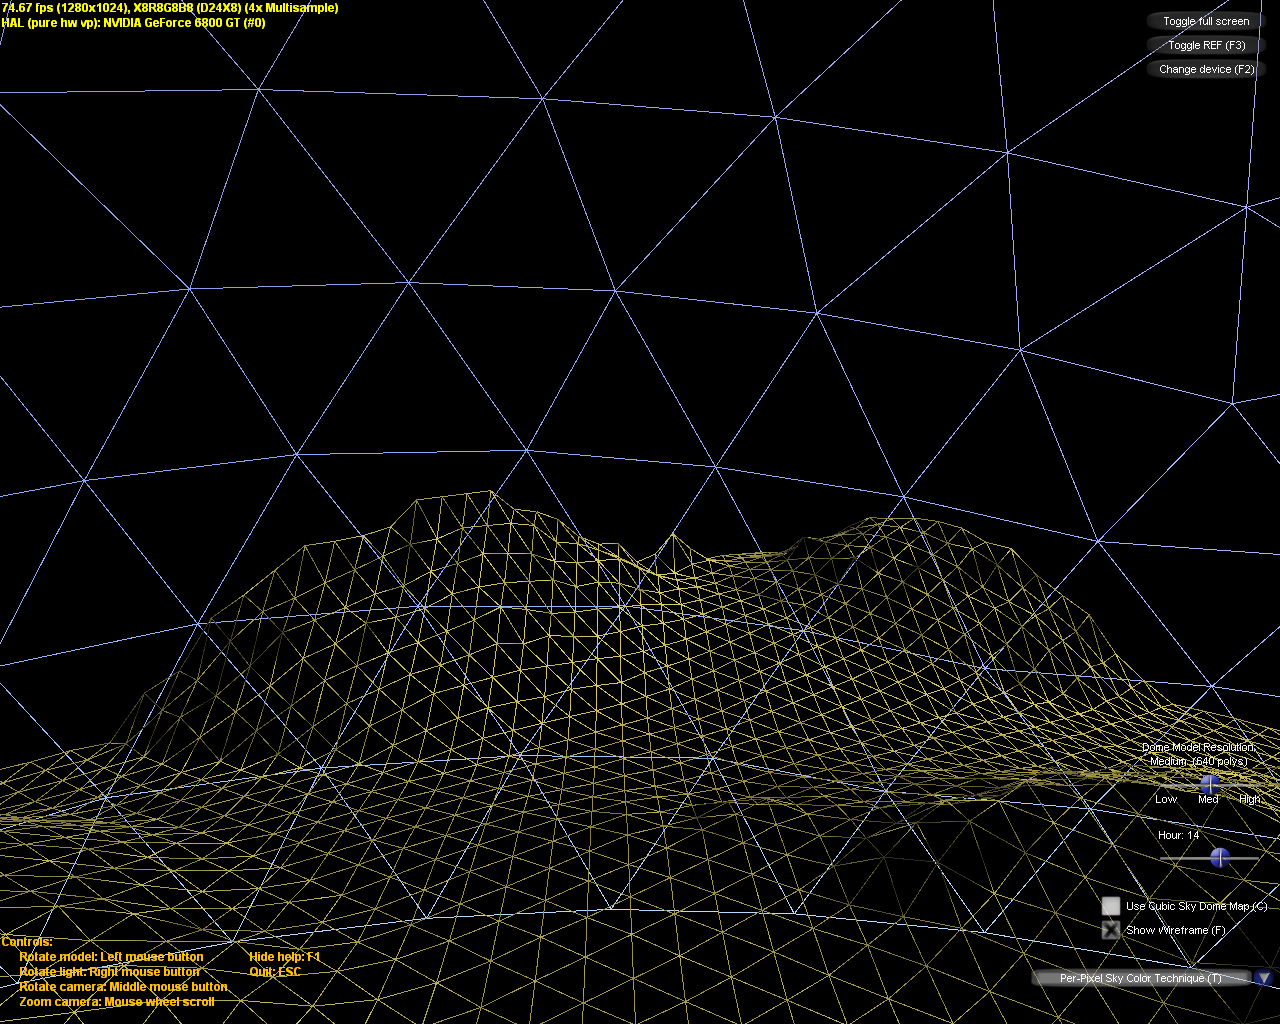 74.67 fps (1280x1024), X8R8G8B8 (D24X8) (4x Multisample)
HAL (pure hw vp): NVIDIA GeForce 6800 GT (#0)
Toggle full screen
Toggle REF (F3)
Change device (F2)
Dome Model Resolution:
Medium: (640 polys)
Low Med High
Hour: 14
Use Cubic Sky Dome Map (C)
Show Wireframe (F)
Per-Pixel Sky Color Technique (T)
Controls:
Rotate model: Left mouse button
Rotate light: Right mouse button
Rotate camera: Middle mouse button
Zoom camera: Mouse wheel scroll
Hide help: F1
Quit: ESC